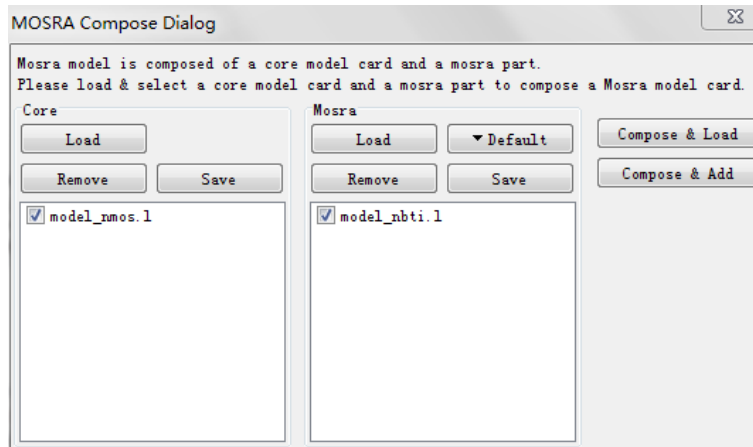 MOSRA Compose Dialog
Mosra model is composed of a core model card and a mosra part.
Please load & select a core model card and a mosra part to compose a Mosra model card.
Core
Load
Remove Save
model_nmos.l
Mosra
Load Default
Remove Save
model_nbti.l
Compose & Load
Compose & Add